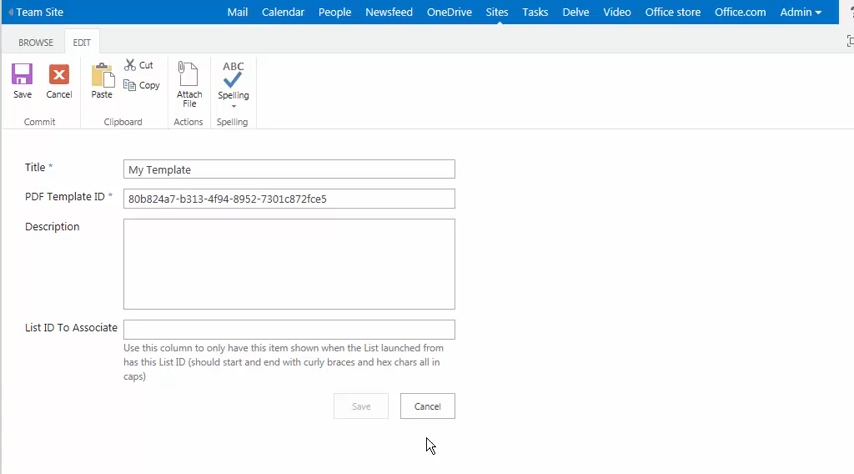 Team Site Mail Calendar People Newsfeed OneDrive Sites Tasks Delve Video Office store Office.com Admin ?
BROWSE EDIT
Save Cancel Paste Cut Copy Attach File ABC Spelling
Commit Clipboard Actions Spelling
Title * My Template
PDF Template ID * 80b824a7-b313-4f94-8952-7301c872fce5
Description
List ID To Associate
Use this column to only have this item shown when the List launched from
has this List ID (should start and end with curly braces and hex chars all in
caps)
Save Cancel